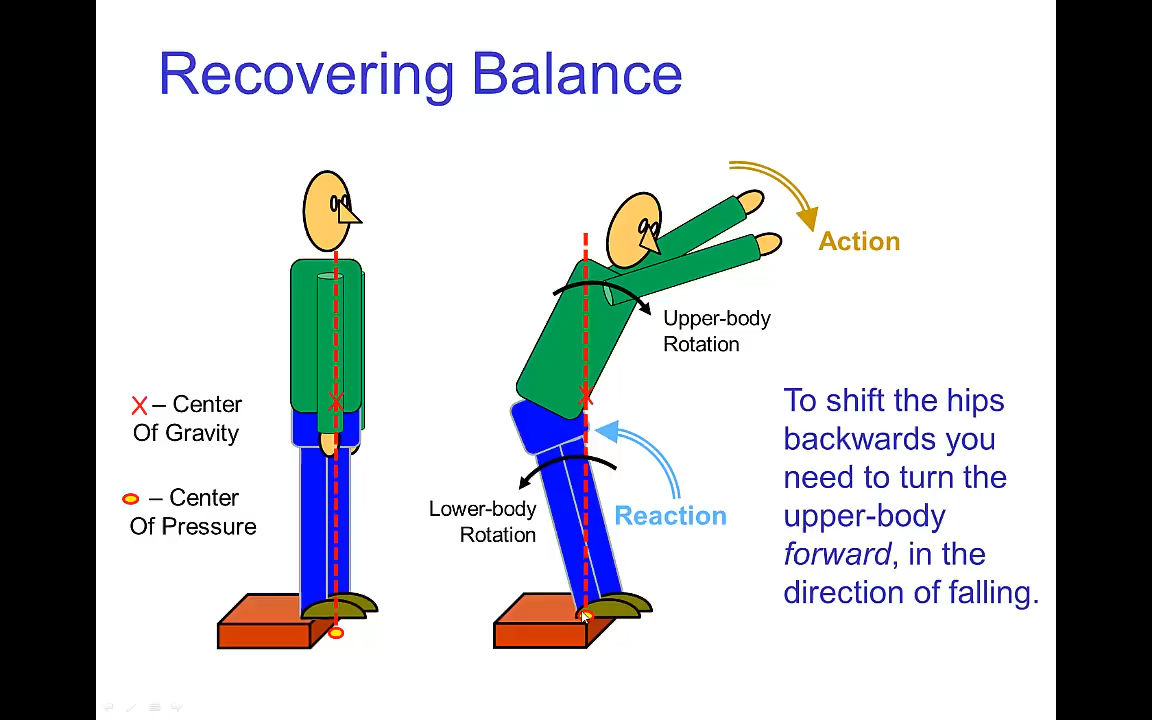 Recovering Balance
Action
Upper-body
Rotation
X – Center
Of Gravity
– Center
Of Pressure
Lower-body
Rotation
Reaction
To shift the hips
backwards you
need to turn the
upper-body
forward, in the
direction of falling.